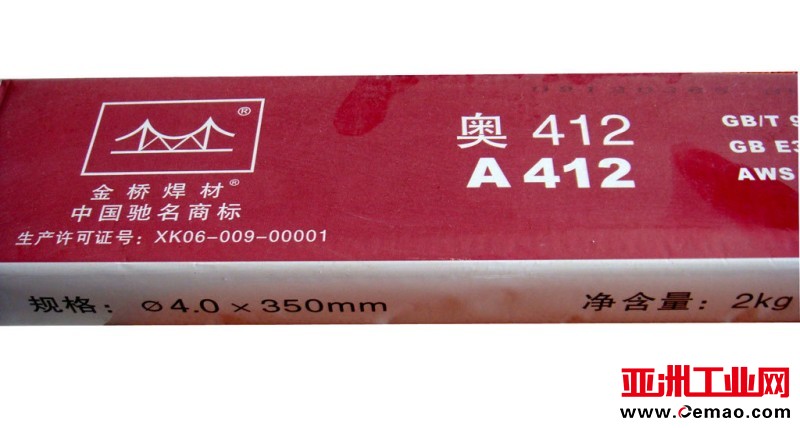 ®
金桥焊材®
中国驰名商标
生产许可证号：XK06-009-00001
奥 412
A 412
GB/T 9
GB E3
AWS
规格：⌀4.0 × 350mm
净含量：2kg
亚洲工业网
www.Cemao.com